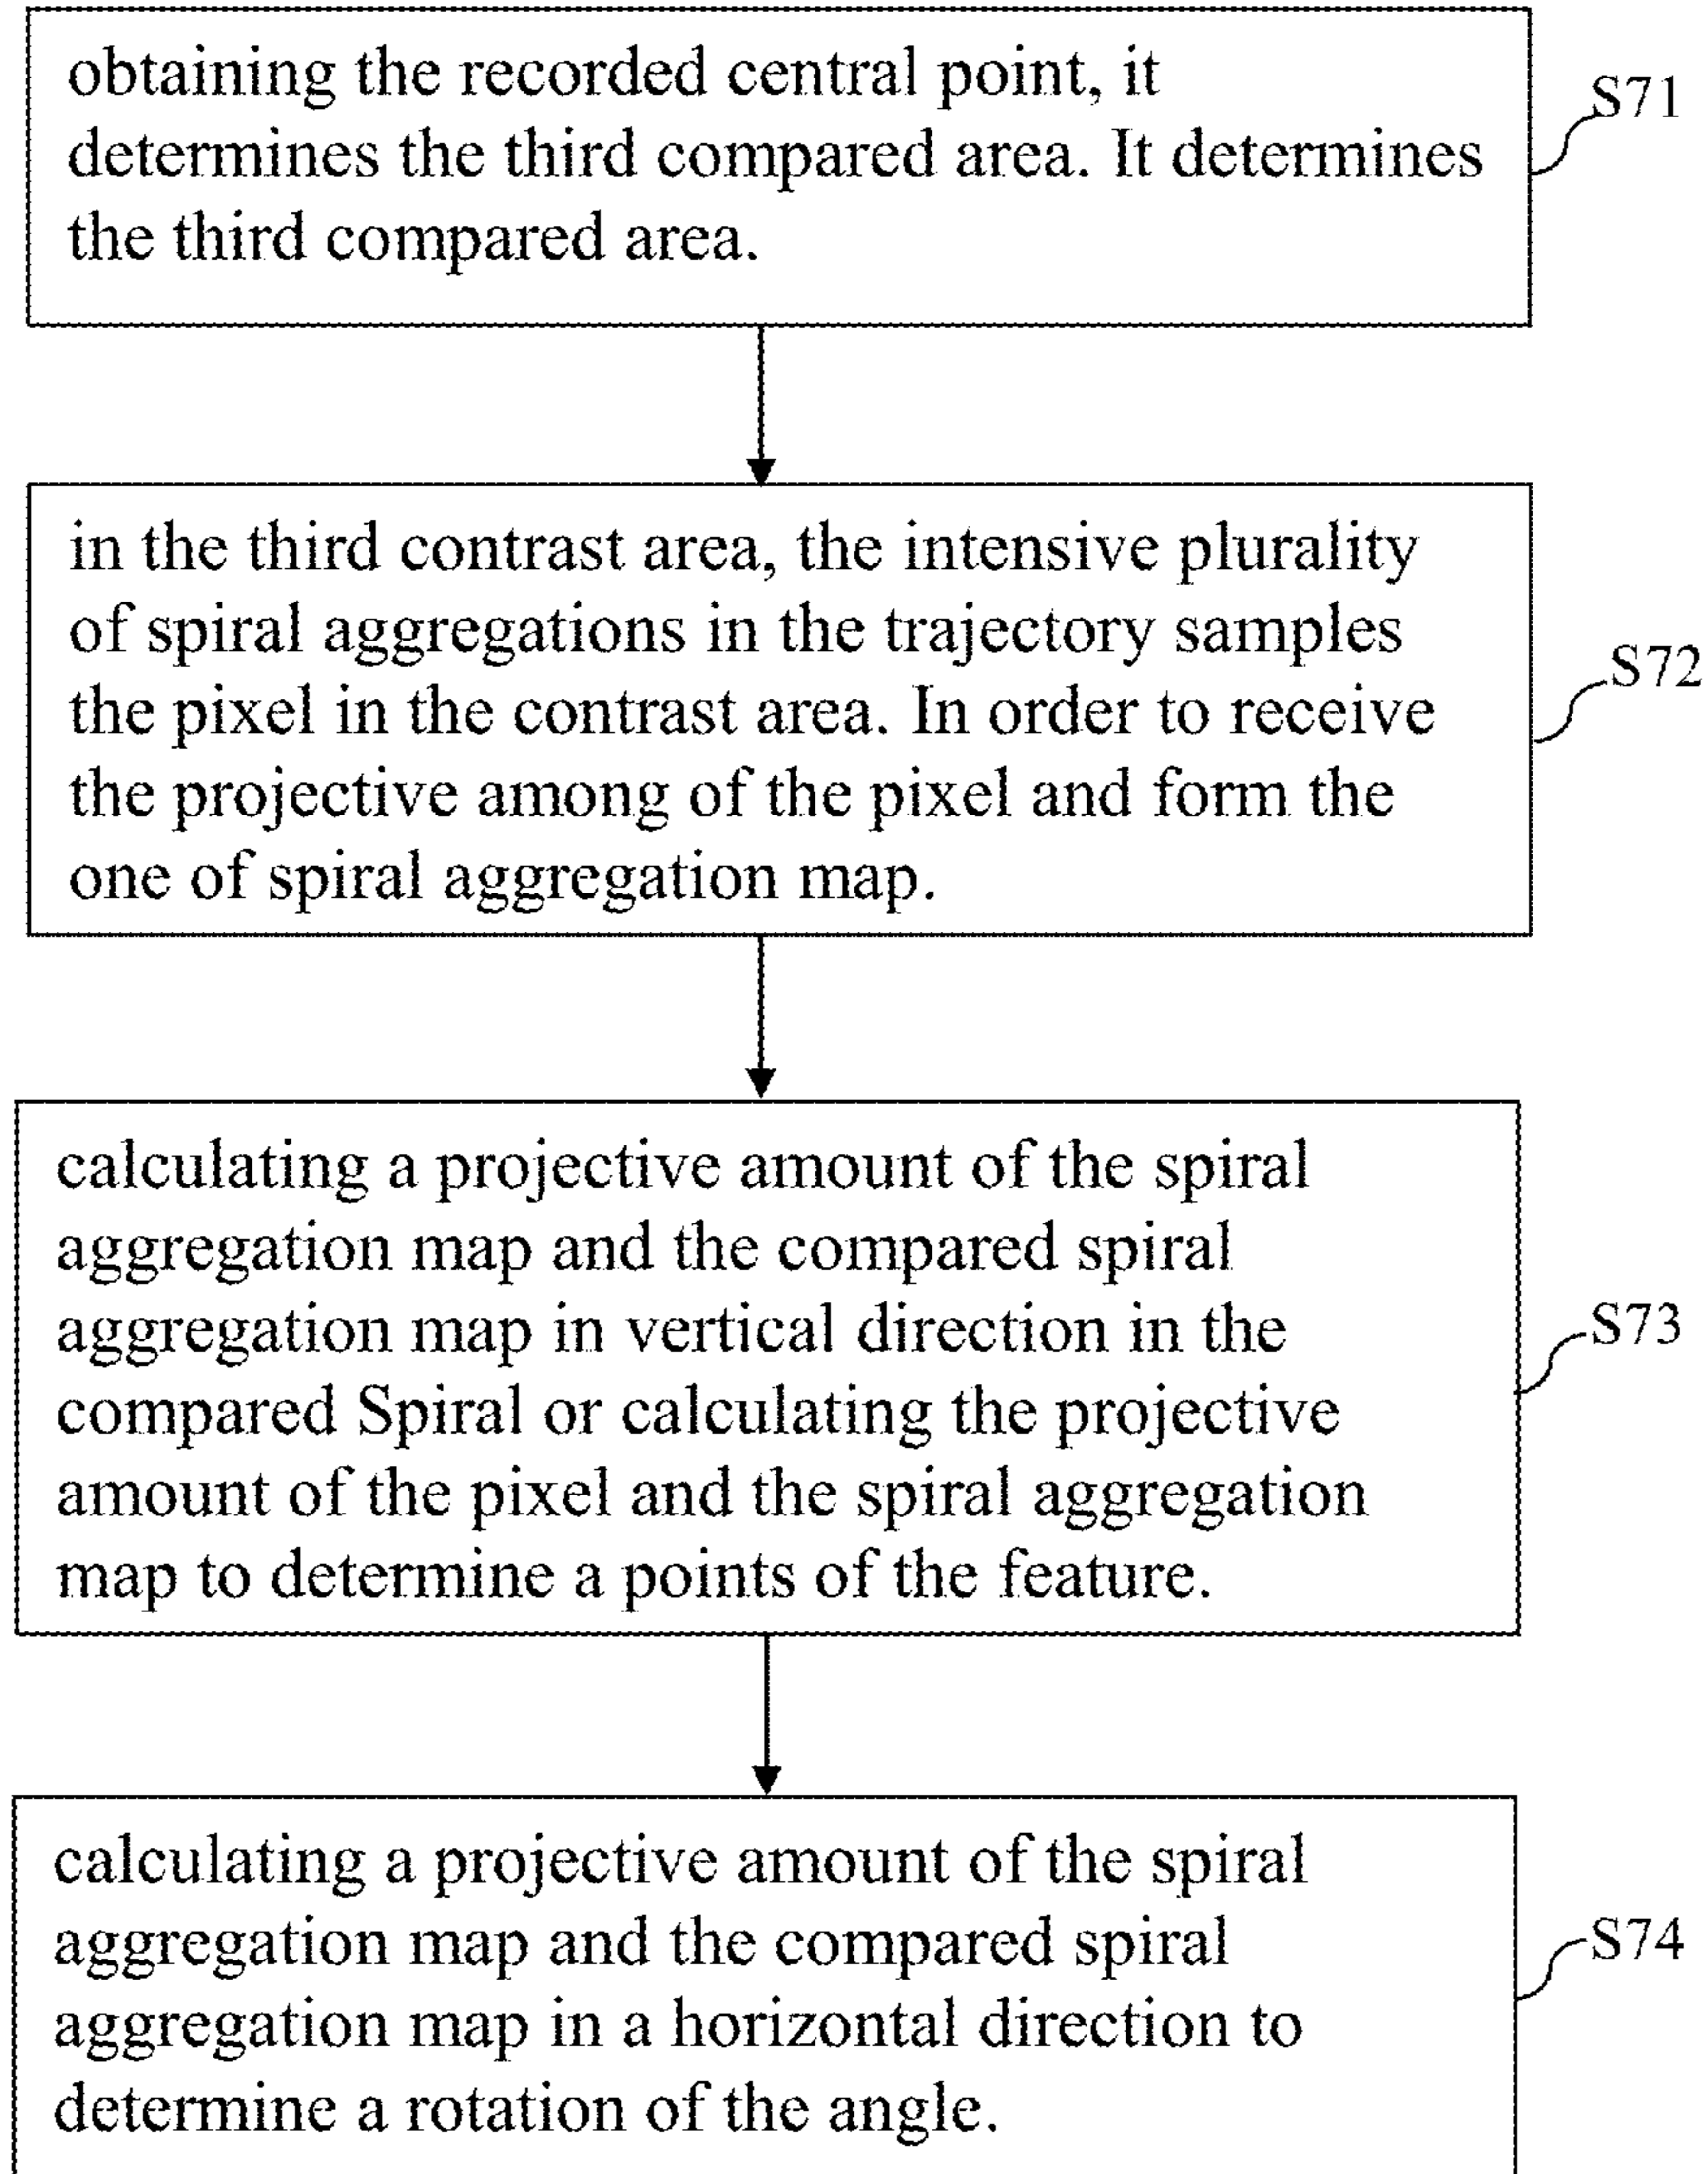 obtaining the recorded central point, it
determines the third compared area. It determines
the third compared area.
S71
in the third contrast area, the intensive plurality
of spiral aggregations in the trajectory samples
the pixel in the contrast area. In order to receive
the projective among of the pixel and form the
one of spiral aggregation map.
S72
calculating a projective amount of the spiral
aggregation map and the compared spiral
aggregation map in vertical direction in the
compared Spiral or calculating the projective
amount of the pixel and the spiral aggregation
map to determine a points of the feature.
S73
calculating a projective amount of the spiral
aggregation map and the compared spiral
aggregation map in a horizontal direction to
determine a rotation of the angle.
S74